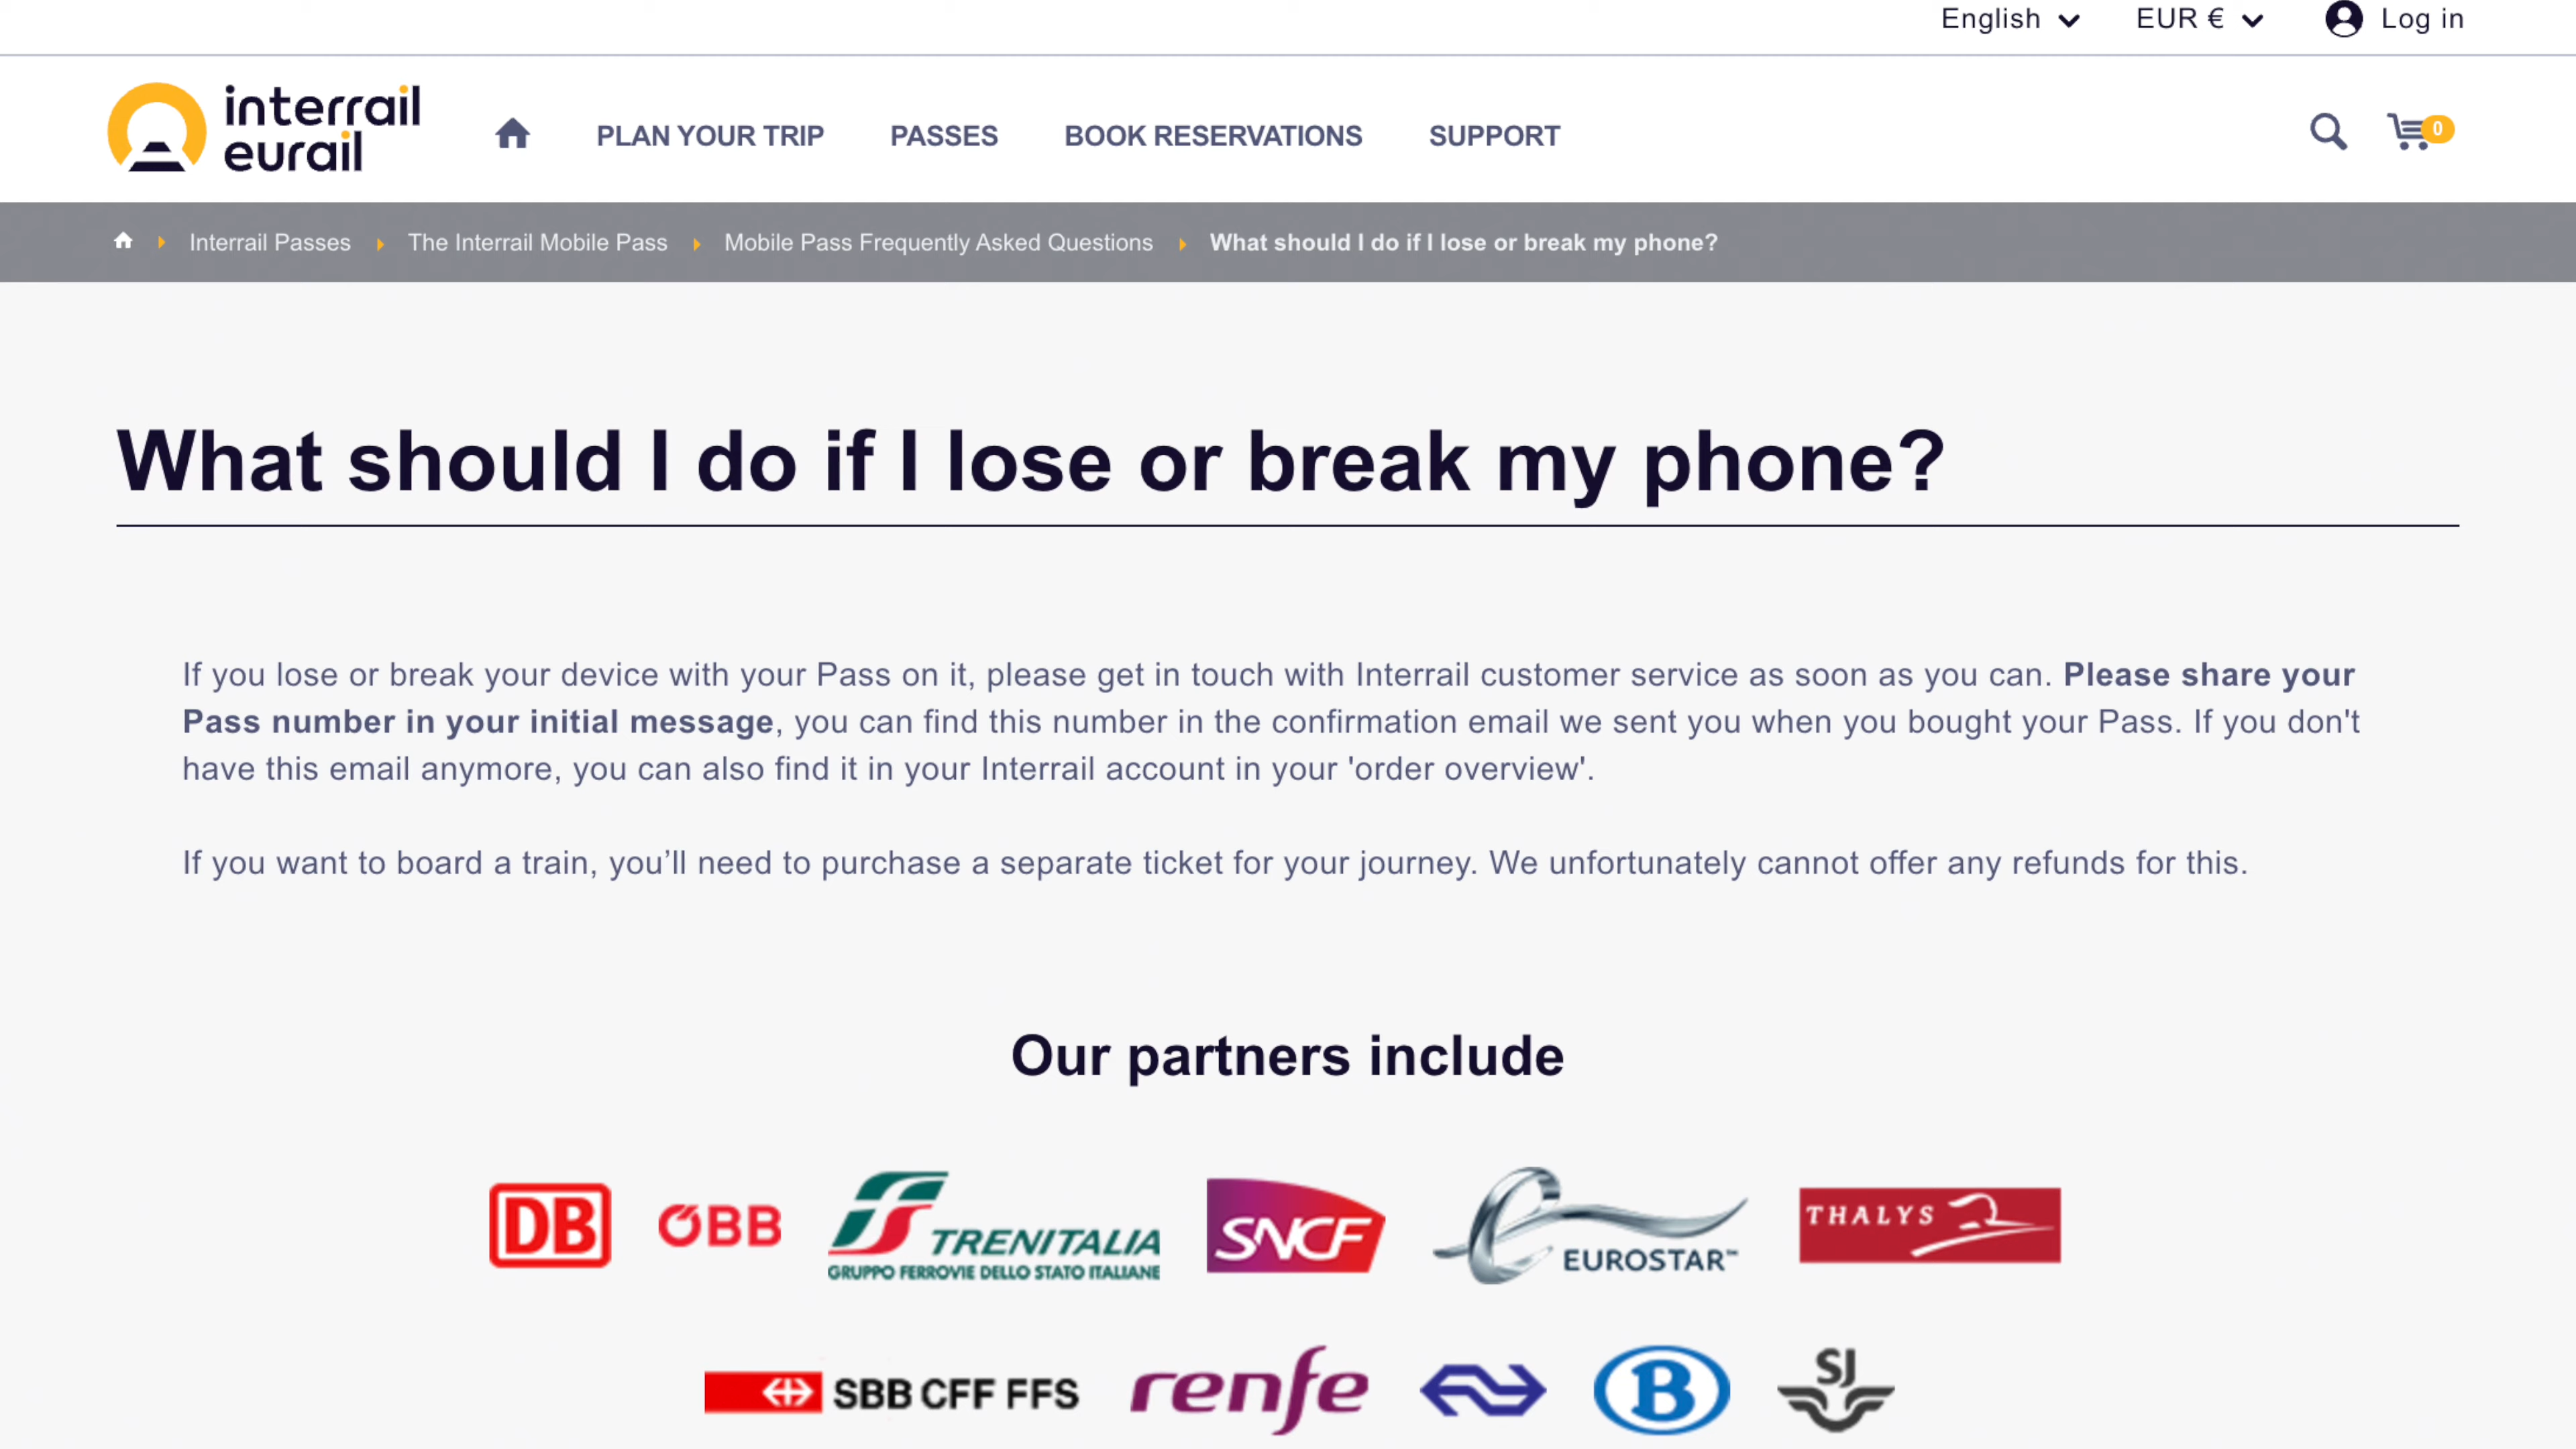 English EUR € Log in
interrail
eurail
PLAN YOUR TRIP PASSES BOOK RESERVATIONS SUPPORT
0
Interrail Passes The Interrail Mobile Pass Mobile Pass Frequently Asked Questions What should I do if I lose or break my phone?
What should I do if I lose or break my phone?
If you lose or break your device with your Pass on it, please get in touch with Interrail customer service as soon as you can. Please share your
Pass number in your initial message, you can find this number in the confirmation email we sent you when you bought your Pass. If you don't
have this email anymore, you can also find it in your Interrail account in your 'order overview'.
If you want to board a train, you’ll need to purchase a separate ticket for your journey. We unfortunately cannot offer any refunds for this.
Our partners include
DB ÖBB TRENITALIA SNCF EUROSTAR™ THALYS
GRUPPO FERROVIE DELLO STATO ITALIANE
SBB CFF FFS renfe B SJ